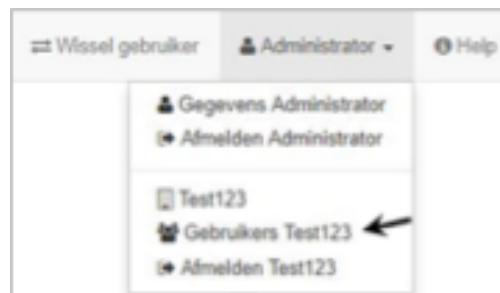 Wissel gebruiker Administrator Help
Gegevens Administrator
Afmelden Administrator
Test123
Gebruikers Test123
Afmelden Test123